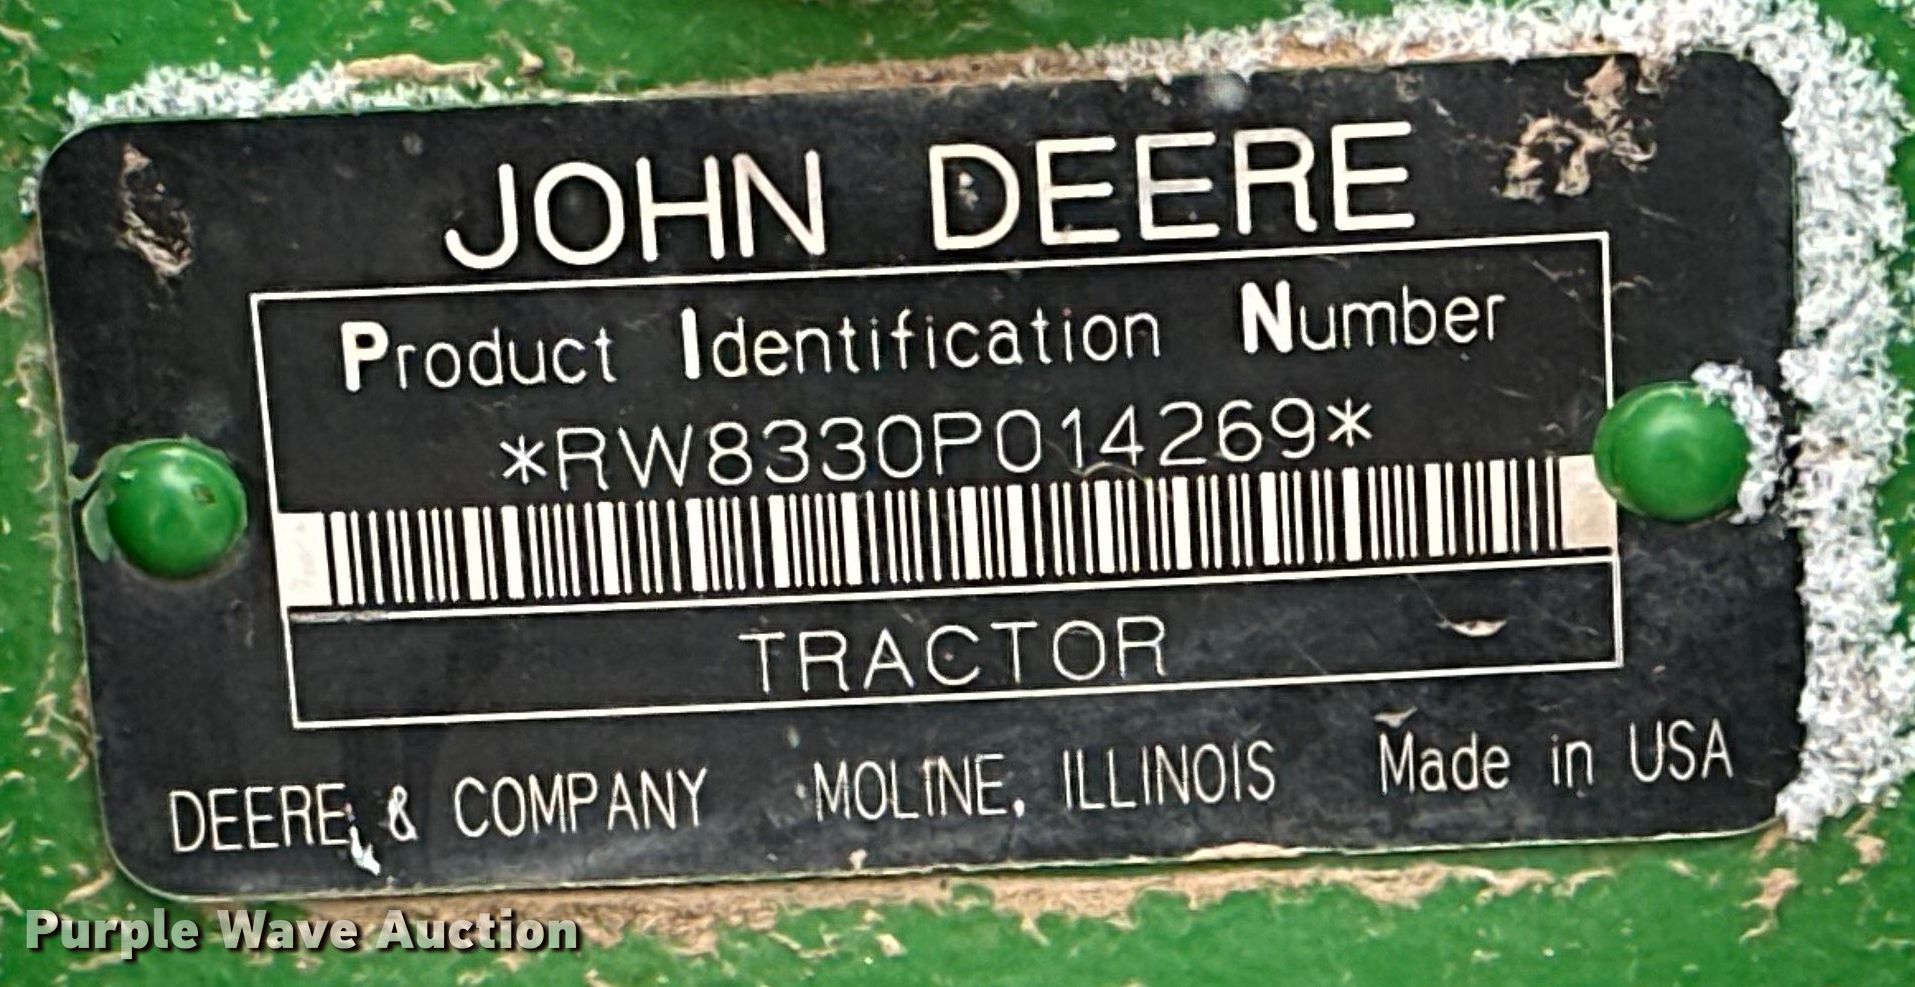 JOHN DEERE
Product Identification Number
*RW8330P014269*
TRACTOR
DEERE & COMPANY MOLINE, ILLINOIS Made in USA
Purple Wave Auction